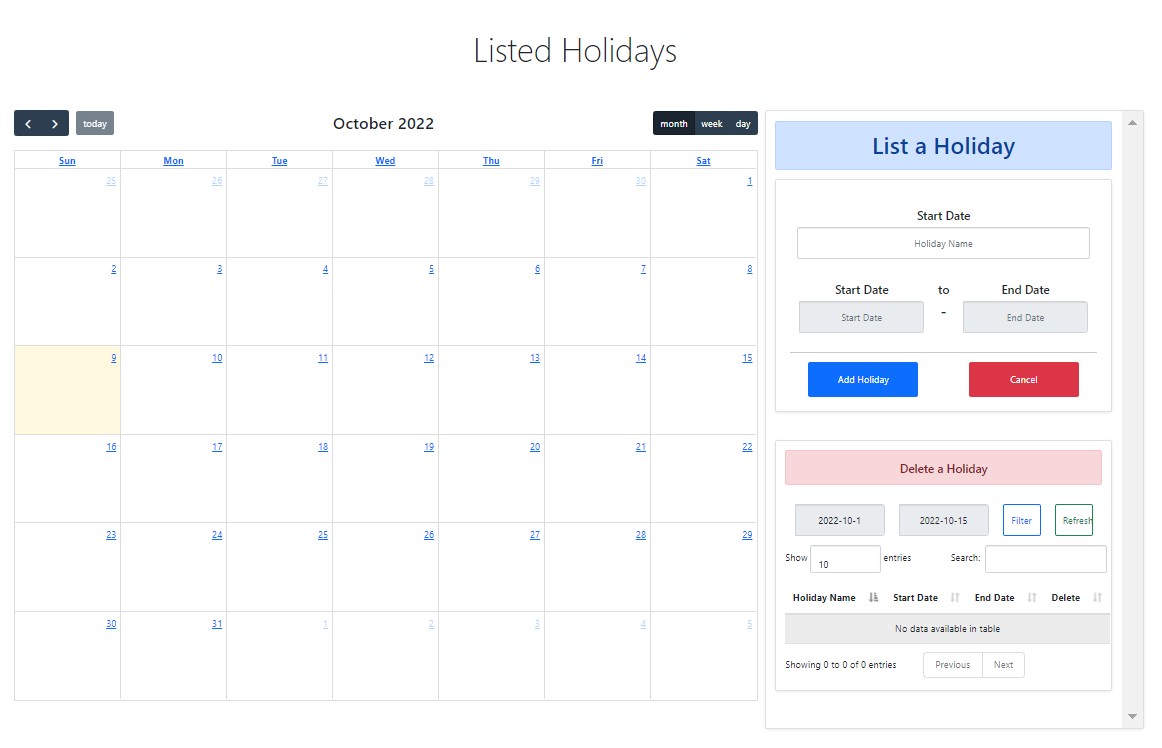 Listed Holidays
today
October 2022
month week day
Sun Mon Tue Wed Thu Fri Sat
25 26 27 28 29 30 1
2 3 4 5 6 7 8
9 10 11 12 13 14 15
16 17 18 19 20 21 22
23 24 25 26 27 28 29
30 31 1 2 3 4 5
List a Holiday
Start Date
Holiday Name
Start Date to End Date
Start Date - End Date
Add Holiday Cancel
Delete a Holiday
2022-10-1 2022-10-15 Filter Refresh
Show 10 entries Search:
Holiday Name Start Date End Date Delete
No data available in table
Showing 0 to 0 of 0 entries Previous Next